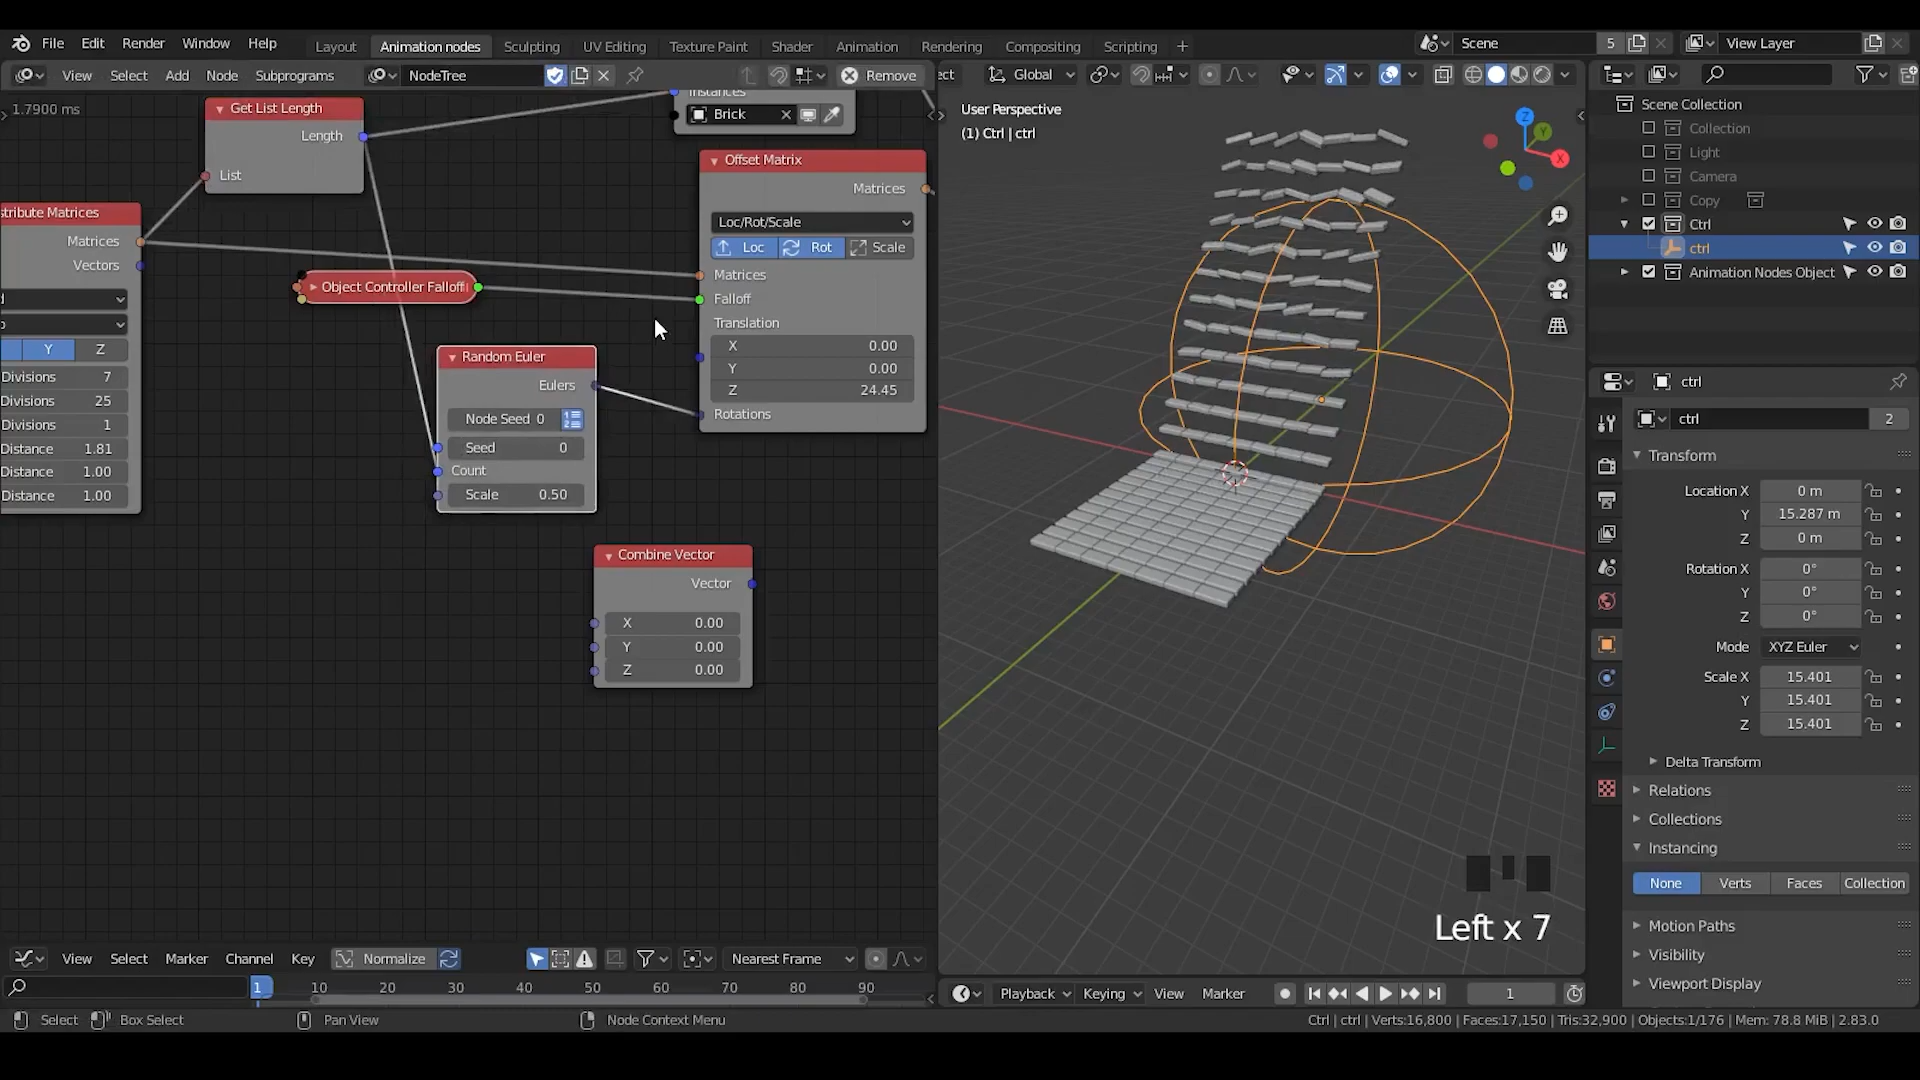 File Edit Render Window Help Layout Animation nodes Sculpting UV Editing Texture Paint Shader Animation Rendering Compositing Scripting Scene 5 View Layer
View Select Add Node Subprograms NodeTree Remove Global
1.7900 ms
Get List Length
Length
List
Instances
Brick
Offset Matrix
Matrices
Loc/Rot/Scale
Loc Rot Scale
Matrices
Falloff
Translation
X 0.00
Y 0.00
Z 24.45
Rotations
stribute Matrices
Matrices
Vectors
Y Z
Divisions 7
Divisions 25
Divisions 1
Distance 1.81
Distance 1.00
Distance 1.00
Object Controller Falloff
Random Euler
Eulers
Node Seed 0
Seed 0
Count
Scale 0.50
Combine Vector
Vector
X 0.00
Y 0.00
Z 0.00
User Perspective
(1) Ctrl | ctrl
Z
Y
X
Left x 7
Scene Collection
Collection
Light
Camera
Copy
Ctrl
ctrl
Animation Nodes Object
ctrl
ctrl 2
Transform
Location X 0 m
Y 15.287 m
Z 0 m
Rotation X 0°
Y 0°
Z 0°
Mode XYZ Euler
Scale X 15.401
Y 15.401
Z 15.401
Delta Transform
Relations
Collections
Instancing
None Verts Faces Collection
Motion Paths
Visibility
Viewport Display
View Select Marker Channel Key Normalize Nearest Frame
1 10 20 30 40 50 60 70 80 90
Playback Keying View Marker 1
Select Box Select Pan View Node Context Menu
Ctrl | ctrl | Verts:16,800 | Faces:17,150 | Tris:32,900 | Objects:1/176 | Mem: 78.8 MiB | 2.83.0